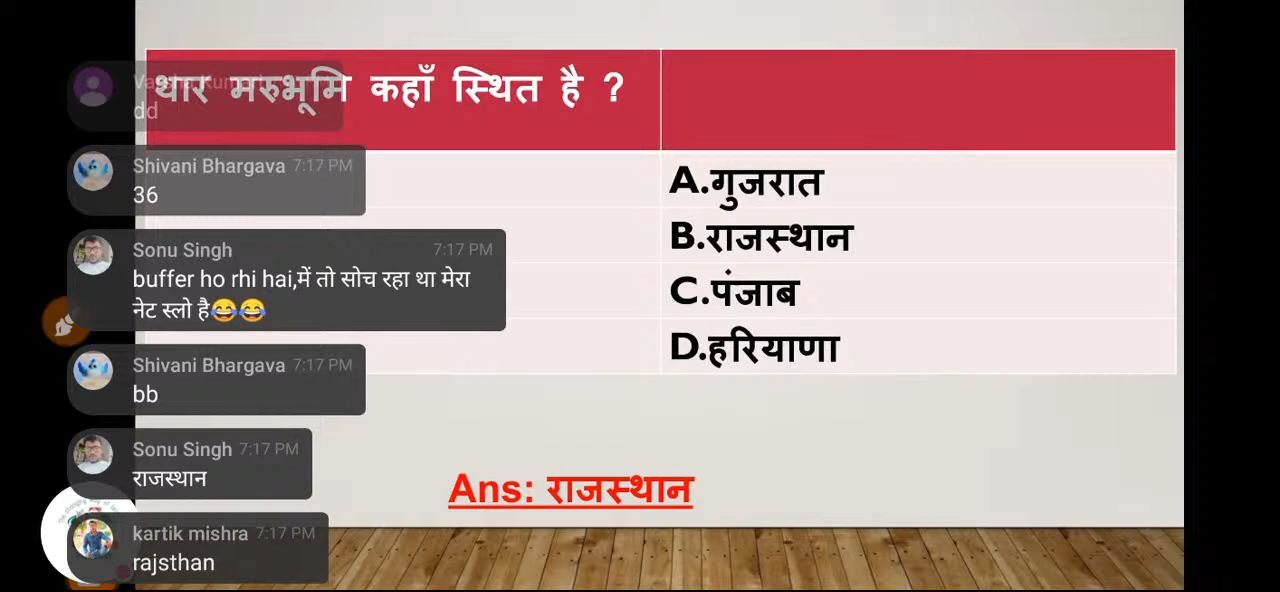 थार मरुभूमि कहाँ स्थित है ?
A.गुजरात
B.राजस्थान
C.पंजाब
D.हरियाणा
Ans: राजस्थान
dd
Shivani Bhargava 7:17 PM
36
Sonu Singh 7:17 PM
buffer ho rhi hai,में तो सोच रहा था मेरा
नेट स्लो है😂😂
Shivani Bhargava 7:17 PM
bb
Sonu Singh 7:17 PM
राजस्थान
kartik mishra 7:17 PM
rajsthan